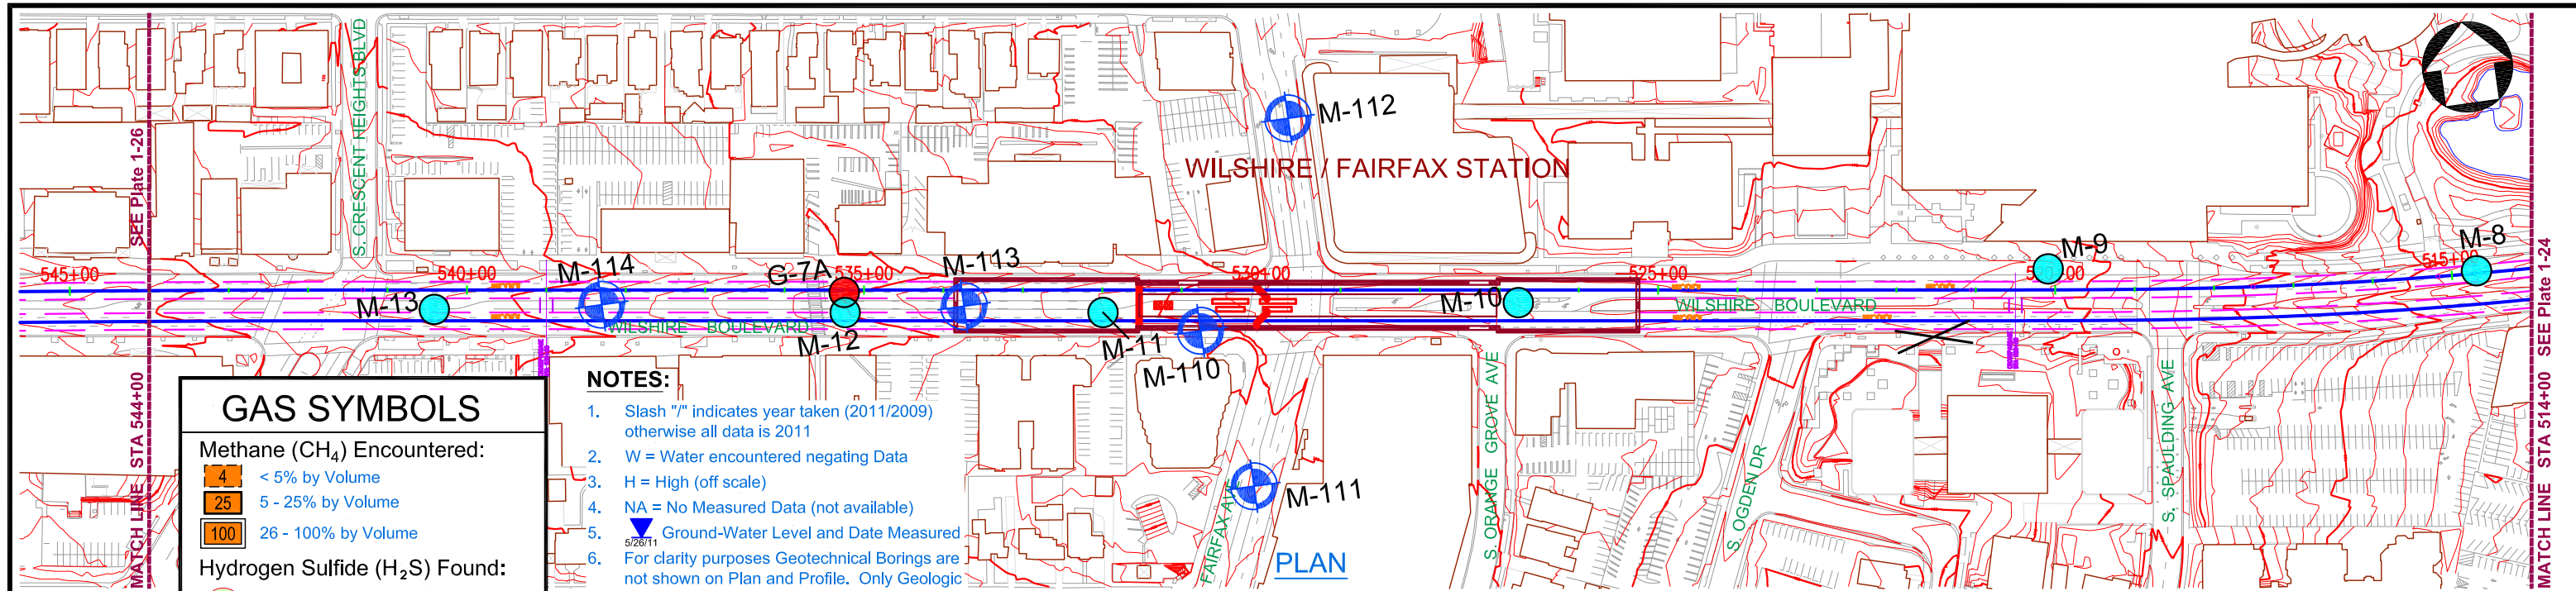 S. CRESCENT HEIGHTS BLVD
MATCH LINE STA 544+00 SEE Plate 1-26
M-112
WILSHIRE / FAIRFAX STATION
M-9
M-8
545+00
540+00
M-114
G-7A
535+00
M-113
530+00
525+00
515+00
M-13
M-10
WILSHIRE BOULEVARD
WILSHIRE BOULEVARD
M-12
M-11
M-110
M-111
FAIRFAX AVE
S. ORANGE GROVE AVE
S. OGDEN DR
S. SPAULDING AVE
MATCH LINE STA 514+00 SEE Plate 1-24
PLAN
GAS SYMBOLS
Methane (CH₄) Encountered:
4 < 5% by Volume
25 5 - 25% by Volume
100 26 - 100% by Volume
Hydrogen Sulfide (H₂S) Found:
NOTES:
1. Slash "/" indicates year taken (2011/2009)
otherwise all data is 2011
2. W = Water encountered negating Data
3. H = High (off scale)
4. NA = No Measured Data (not available)
5. Ground-Water Level and Date Measured
5/26/11
6. For clarity purposes Geotechnical Borings are
not shown on Plan and Profile. Only Geologic